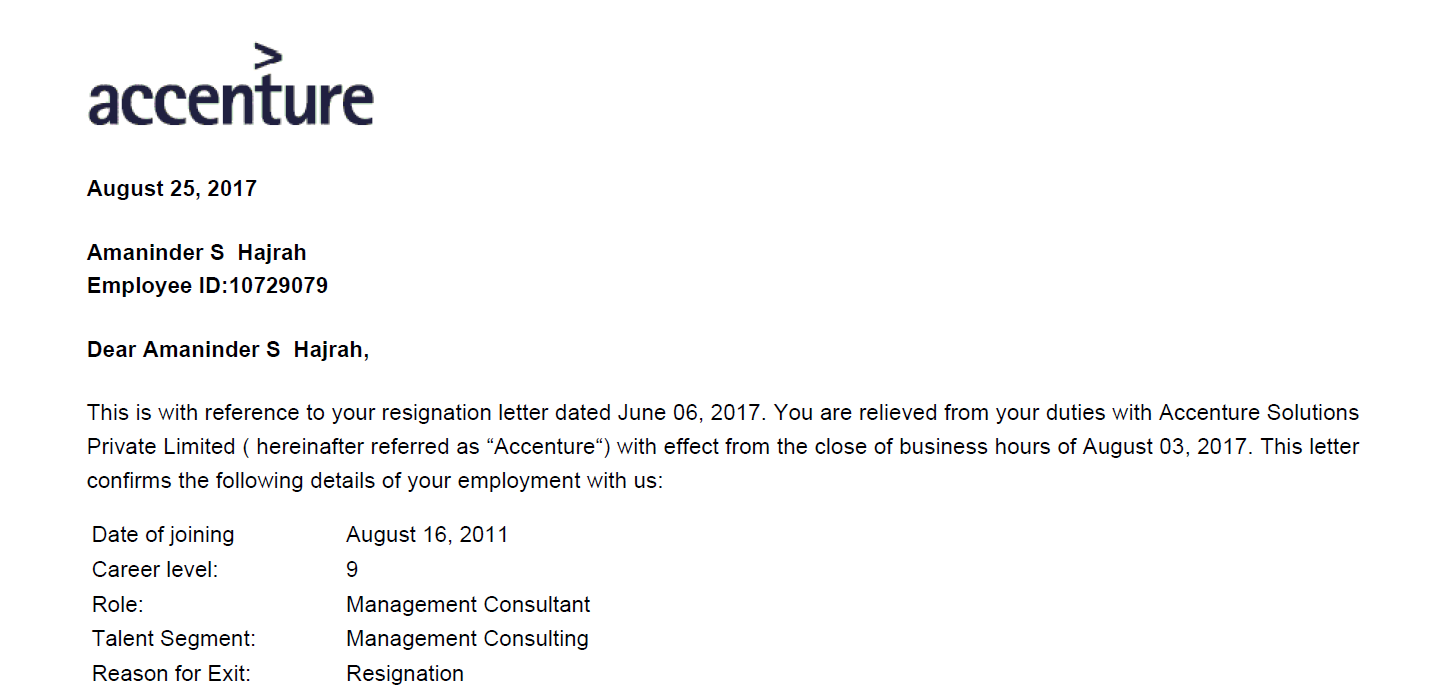 accenture
August 25, 2017
Amaninder S  Hajrah
Employee ID:10729079
Dear Amaninder S  Hajrah,
This is with reference to your resignation letter dated June 06, 2017. You are relieved from your duties with Accenture Solutions
Private Limited ( hereinafter referred as “Accenture“) with effect from the close of business hours of August 03, 2017. This letter
confirms the following details of your employment with us:
Date of joining August 16, 2011
Career level: 9
Role: Management Consultant
Talent Segment: Management Consulting
Reason for Exit: Resignation